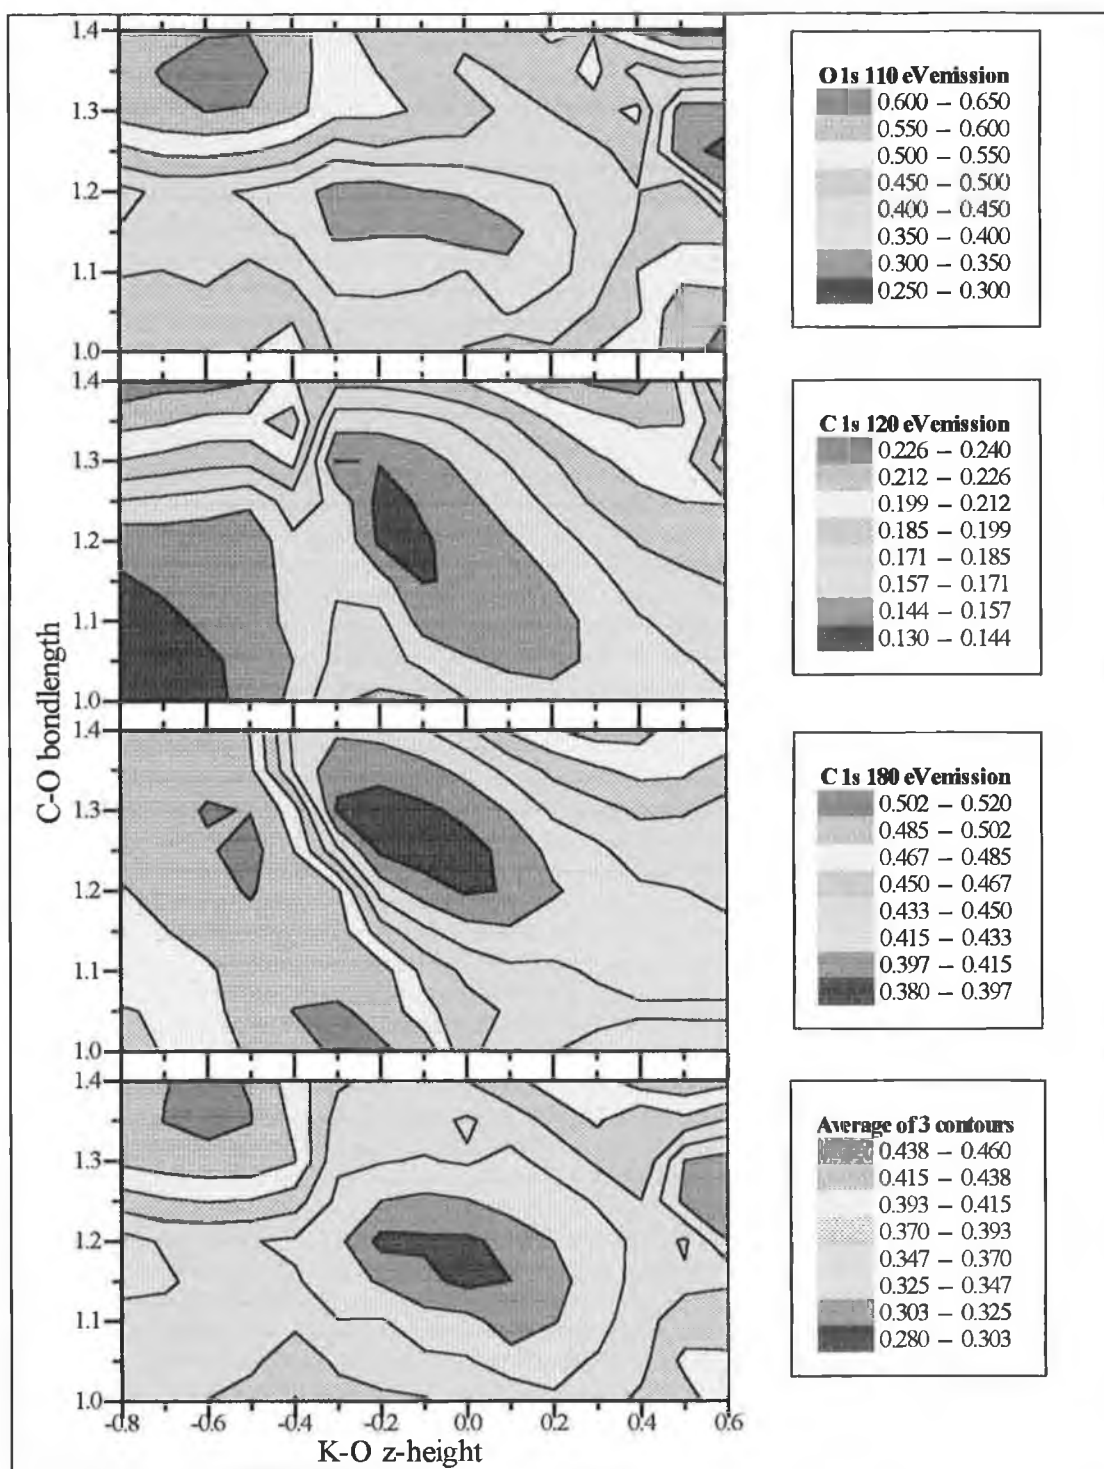 1.4
1.3
1.2
1.1
1.0
O 1s 110 eV emission
0.600 – 0.650
0.550 – 0.600
0.500 – 0.550
0.450 – 0.500
0.400 – 0.450
0.350 – 0.400
0.300 – 0.350
0.250 – 0.300
1.4
1.3
1.2
1.1
1.0
C 1s 120 eV emission
0.226 – 0.240
0.212 – 0.226
0.199 – 0.212
0.185 – 0.199
0.171 – 0.185
0.157 – 0.171
0.144 – 0.157
0.130 – 0.144
C-O bondlength
1.4
1.3
1.2
1.1
1.0
C 1s 180 eV emission
0.502 – 0.520
0.485 – 0.502
0.467 – 0.485
0.450 – 0.467
0.433 – 0.450
0.415 – 0.433
0.397 – 0.415
0.380 – 0.397
1.4
1.3
1.2
1.1
1.0
Average of 3 contours
0.438 – 0.460
0.415 – 0.438
0.393 – 0.415
0.370 – 0.393
0.347 – 0.370
0.325 – 0.347
0.303 – 0.325
0.280 – 0.303
-0.8 -0.6 -0.4 -0.2 0.0 0.2 0.4 0.6
K-O z-height